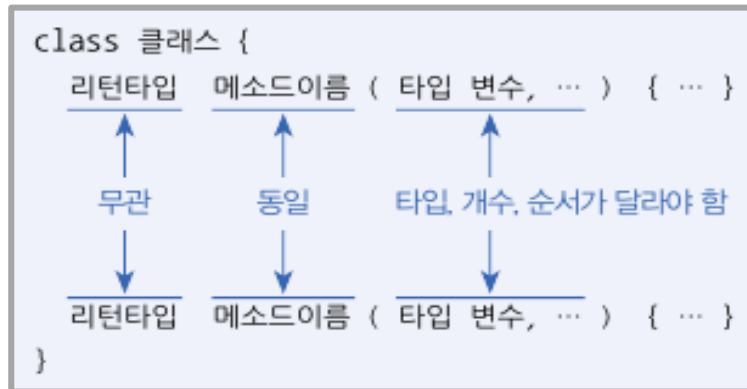 class 클래스 {
리턴타입 메소드이름 ( 타입 변수, ⋯ ) { ⋯ }
무관 동일 타입, 개수, 순서가 달라야 함
리턴타입 메소드이름 ( 타입 변수, ⋯ ) { ⋯ }
}